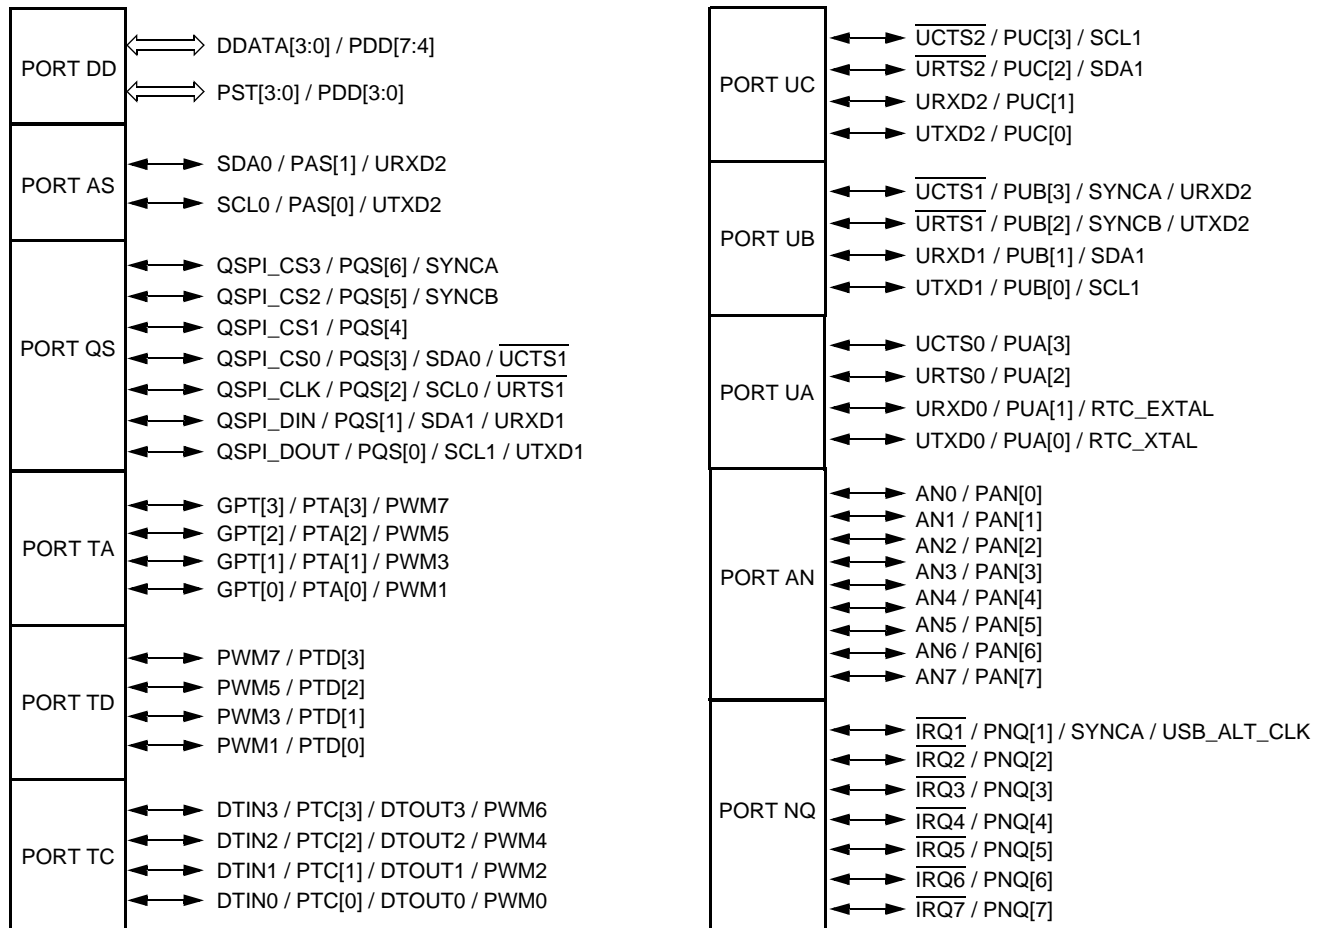 PORT DD
DDATA[3:0] / PDD[7:4]
PST[3:0] / PDD[3:0]
PORT AS
SDA0 / PAS[1] / URXD2
SCL0 / PAS[0] / UTXD2
PORT QS
QSPI_CS3 / PQS[6] / SYNCA
QSPI_CS2 / PQS[5] / SYNCB
QSPI_CS1 / PQS[4]
QSPI_CS0 / PQS[3] / SDA0 / UCTS1
QSPI_CLK / PQS[2] / SCL0 / URTS1
QSPI_DIN / PQS[1] / SDA1 / URXD1
QSPI_DOUT / PQS[0] / SCL1 / UTXD1
PORT TA
GPT[3] / PTA[3] / PWM7
GPT[2] / PTA[2] / PWM5
GPT[1] / PTA[1] / PWM3
GPT[0] / PTA[0] / PWM1
PORT TD
PWM7 / PTD[3]
PWM5 / PTD[2]
PWM3 / PTD[1]
PWM1 / PTD[0]
PORT TC
DTIN3 / PTC[3] / DTOUT3 / PWM6
DTIN2 / PTC[2] / DTOUT2 / PWM4
DTIN1 / PTC[1] / DTOUT1 / PWM2
DTIN0 / PTC[0] / DTOUT0 / PWM0
PORT UC
UCTS2 / PUC[3] / SCL1
URTS2 / PUC[2] / SDA1
URXD2 / PUC[1]
UTXD2 / PUC[0]
PORT UB
UCTS1 / PUB[3] / SYNCA / URXD2
URTS1 / PUB[2] / SYNCB / UTXD2
URXD1 / PUB[1] / SDA1
UTXD1 / PUB[0] / SCL1
PORT UA
UCTS0 / PUA[3]
URTS0 / PUA[2]
URXD0 / PUA[1] / RTC_EXTAL
UTXD0 / PUA[0] / RTC_XTAL
PORT AN
AN0 / PAN[0]
AN1 / PAN[1]
AN2 / PAN[2]
AN3 / PAN[3]
AN4 / PAN[4]
AN5 / PAN[5]
AN6 / PAN[6]
AN7 / PAN[7]
PORT NQ
IRQ1 / PNQ[1] / SYNCA / USB_ALT_CLK
IRQ2 / PNQ[2]
IRQ3 / PNQ[3]
IRQ4 / PNQ[4]
IRQ5 / PNQ[5]
IRQ6 / PNQ[6]
IRQ7 / PNQ[7]